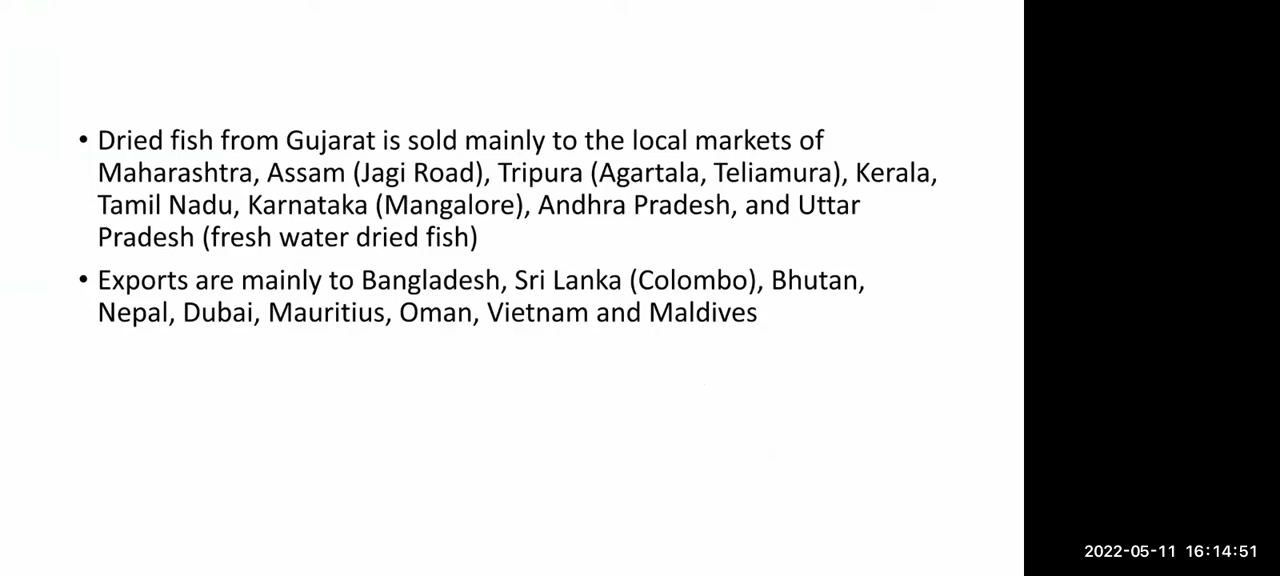 • Dried fish from Gujarat is sold mainly to the local markets of
Maharashtra, Assam (Jagi Road), Tripura (Agartala, Teliamura), Kerala,
Tamil Nadu, Karnataka (Mangalore), Andhra Pradesh, and Uttar
Pradesh (fresh water dried fish)
• Exports are mainly to Bangladesh, Sri Lanka (Colombo), Bhutan,
Nepal, Dubai, Mauritius, Oman, Vietnam and Maldives
2022-05-11 16:14:51